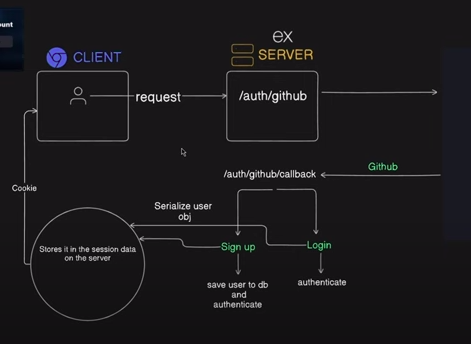 ount
ex
CLIENT
SERVER
request
/auth/github
/auth/github/callback
Github
Cookie
Serialize user
obj
Stores it in the session data
on the server
Sign up
Login
save user to db
and
authenticate
authenticate